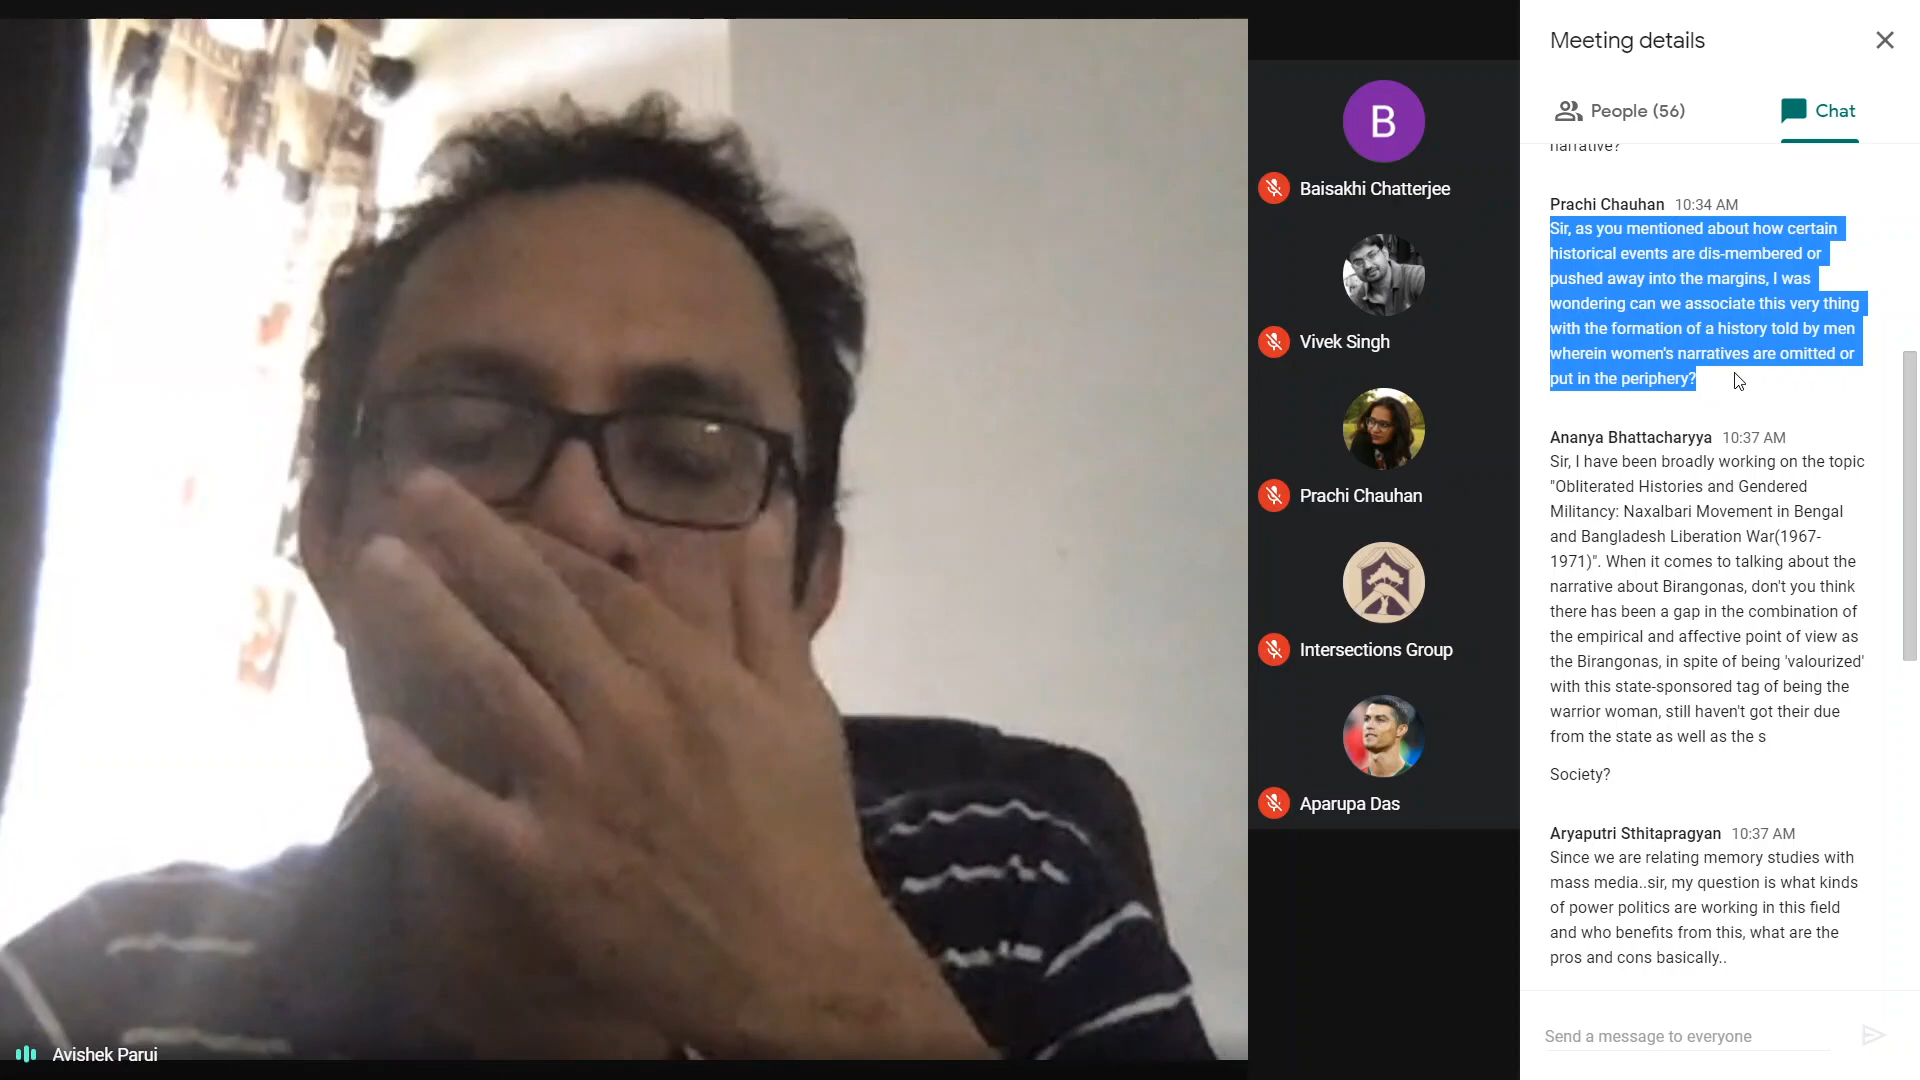 Meeting details
People (56)
Chat
narrative?
Prachi Chauhan 10:34 AM
Sir, as you mentioned about how certain
historical events are dis-membered or
pushed away into the margins, I was
wondering can we associate this very thing
with the formation of a history told by men
wherein women's narratives are omitted or
put in the periphery?
Ananya Bhattacharyya 10:37 AM
Sir, I have been broadly working on the topic
"Obliterated Histories and Gendered
Militancy: Naxalbari Movement in Bengal
and Bangladesh Liberation War(1967-
1971)". When it comes to talking about the
narrative about Birangonas, don't you think
there has been a gap in the combination of
the empirical and affective point of view as
the Birangonas, in spite of being 'valourized'
with this state-sponsored tag of being the
warrior woman, still haven't got their due
from the state as well as the s
Society?
Aryaputri Sthitapragyan 10:37 AM
Since we are relating memory studies with
mass media..sir, my question is what kinds
of power politics are working in this field
and who benefits from this, what are the
pros and cons basically..
Send a message to everyone
B
Baisakhi Chatterjee
Vivek Singh
Prachi Chauhan
Intersections Group
Aparupa Das
Avishek Parui